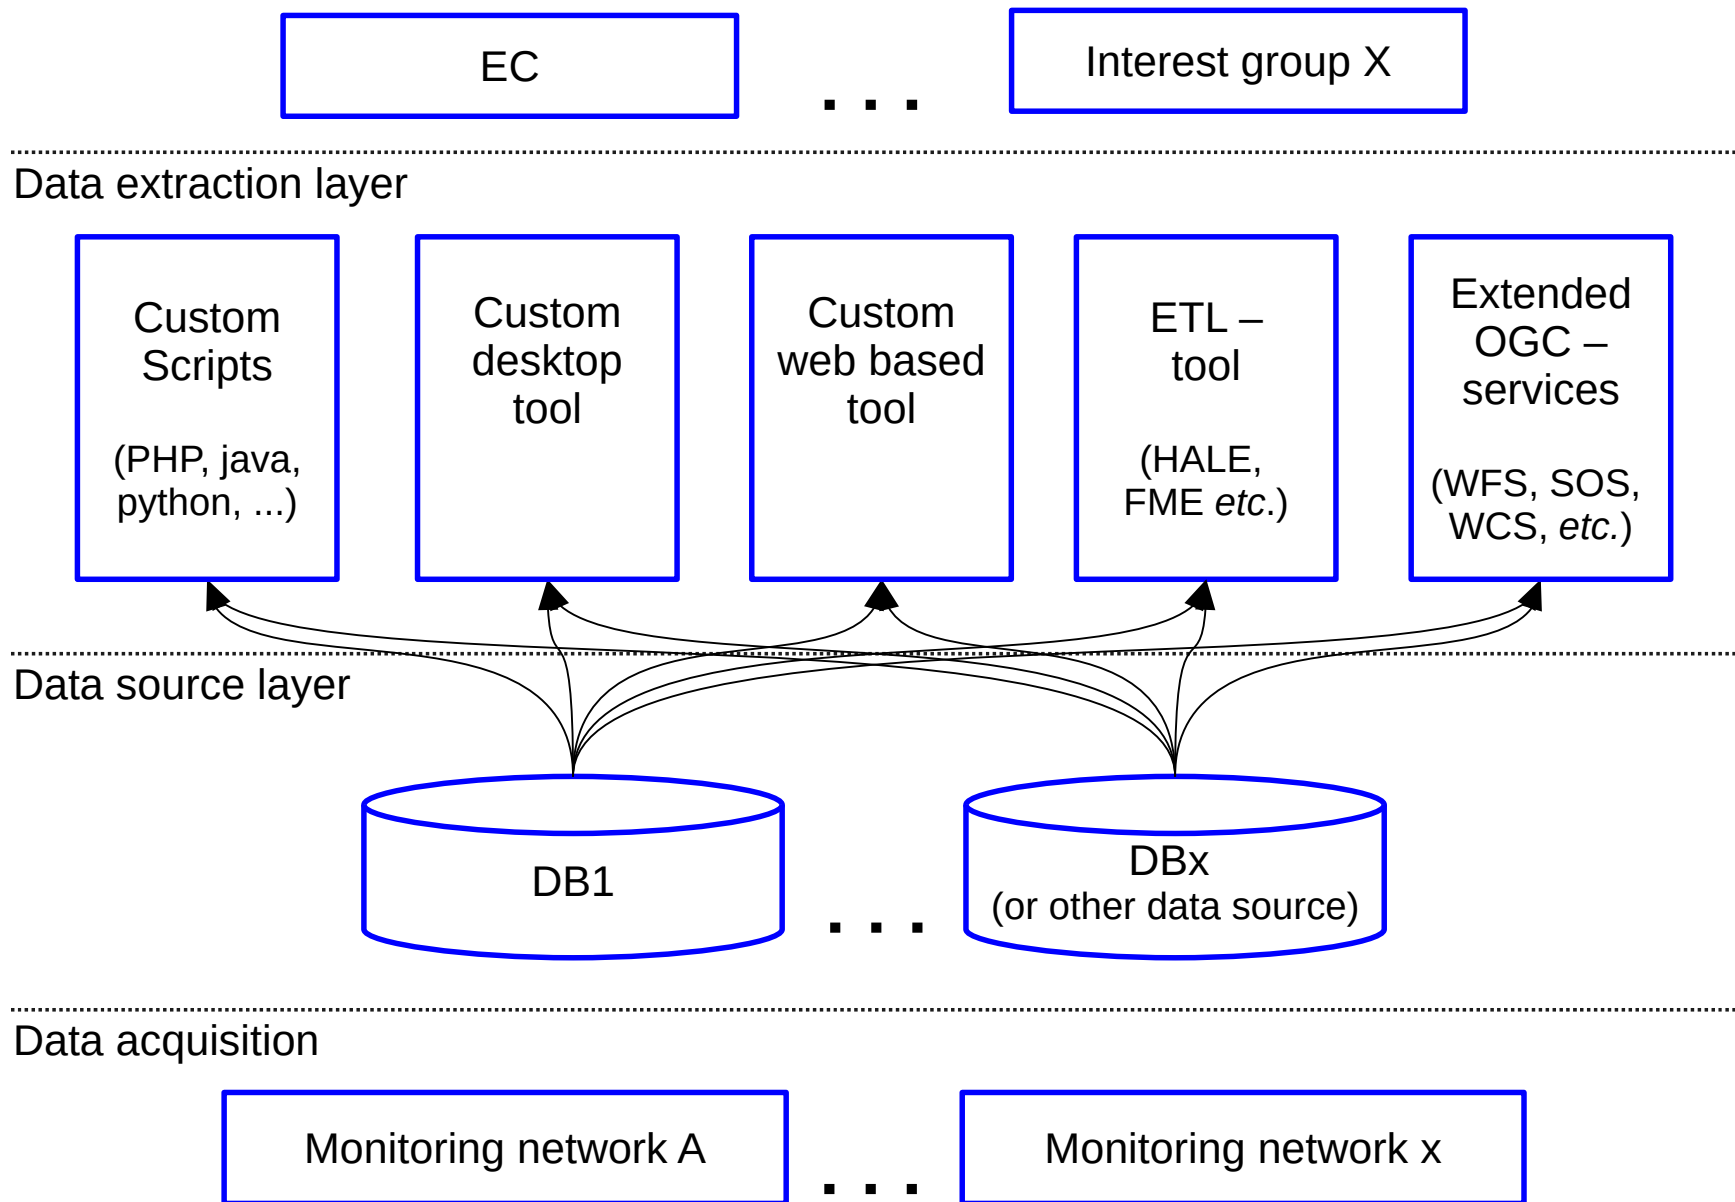 EC
. . .
Interest group X
Data extraction layer
Custom
Scripts
(PHP, java,
python, ...)
Custom
desktop
tool
Custom
web based
tool
ETL –
tool
(HALE,
FME etc.)
Extended
OGC –
services
(WFS, SOS,
WCS, etc.)
Data source layer
DB1
. . .
DBx
(or other data source)
Data acquisition
Monitoring network A
. . .
Monitoring network x